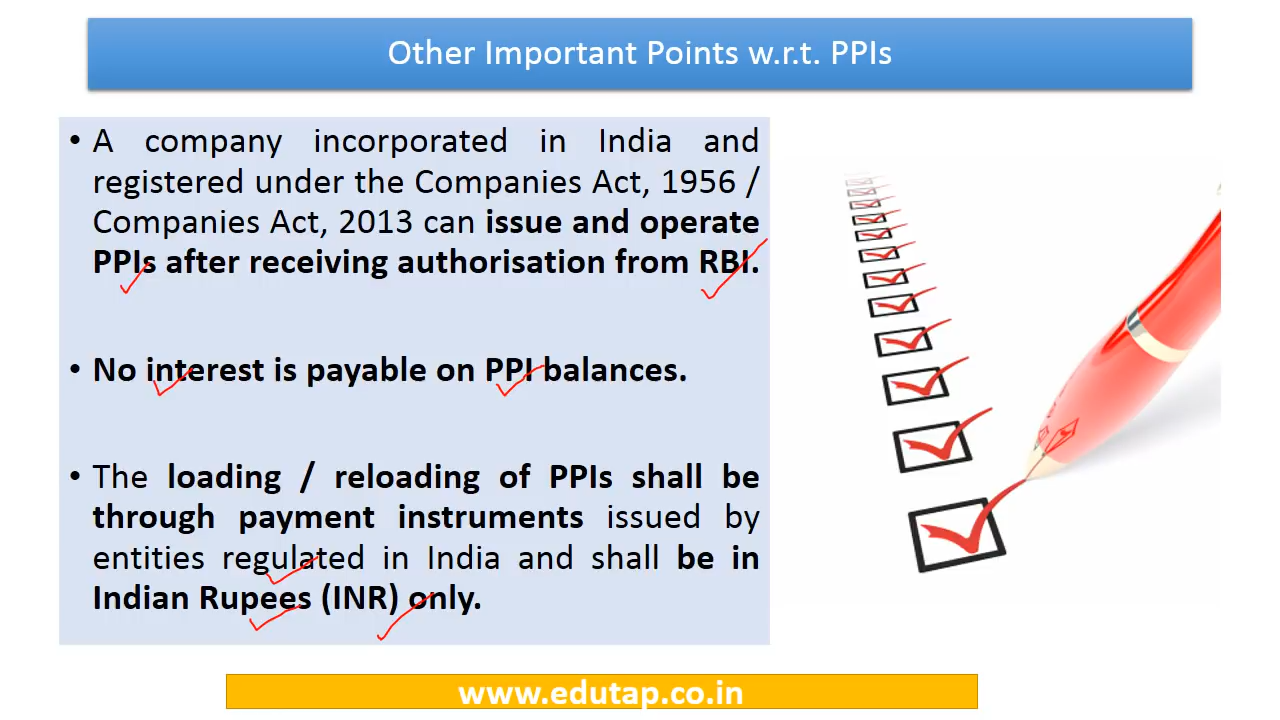 Other Important Points w.r.t. PPIs
• A company incorporated in India and
registered under the Companies Act, 1956 /
Companies Act, 2013 can issue and operate
PPIs after receiving authorisation from RBI.
• No interest is payable on PPI balances.
• The loading / reloading of PPIs shall be
through payment instruments issued by
entities regulated in India and shall be in
Indian Rupees (INR) only.
www.edutap.co.in